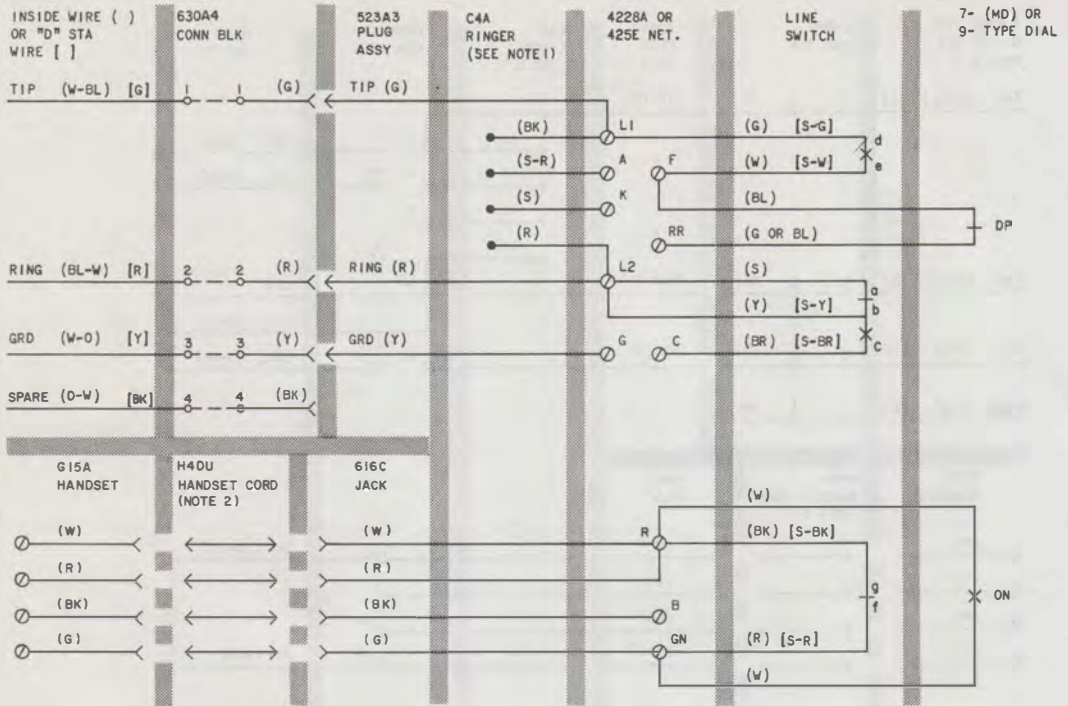 INSIDE WIRE ( )
OR "D" STA
WIRE [ ]
630A4
CONN BLK
523A3
PLUG
ASSY
C4A
RINGER
(SEE NOTE 1)
4228A OR
425E NET.
LINE
SWITCH
7- (MD) OR
9- TYPE DIAL
TIP (W-BL) [G] 1 1 (G) TIP (G)
(BK) L1 (G) [S-G] d
(S-R) A F (W) [S-W] e
(S) K (BL)
DP
(R) RR (G OR BL)
RING (BL-W) [R] 2 2 (R) RING (R) L2 (S)
a
(Y) [S-Y] b
GRD (W-O) [Y] 3 3 (Y) GRD (Y) G C (BR) [S-BR] c
SPARE (O-W) [BK] 4 4 (BK)
G15A
HANDSET
H4DU
HANDSET CORD
(NOTE 2)
616C
JACK
(W)
(W) (W) R (BK) [S-BK]
(R) (R)
g
(BK) (BK) B f ON
(G) (G) GN (R) [S-R]
(W)